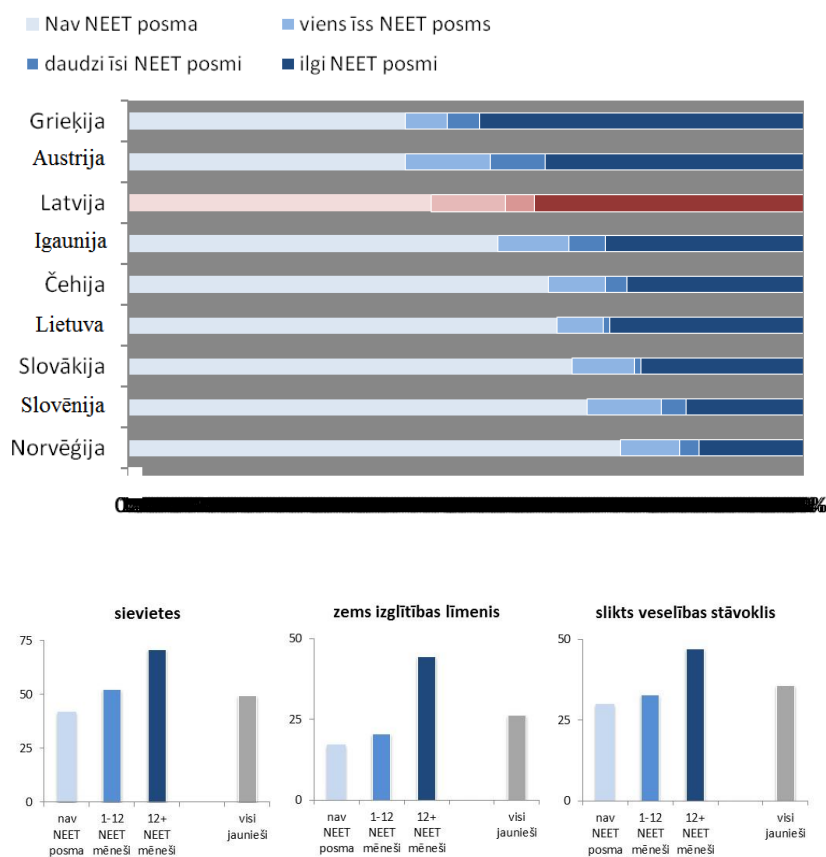 Nav NEET posma
viens īss NEET posms
daudzi īsi NEET posmi
ilgi NEET posmi
Grieķija
Austrija
Latvija
Igaunija
Čehija
Lietuva
Slovākija
Slovēnija
Norvēģija
sievietes
75
50
25
0
nav
NEET
posma
1-12
NEET
mēneši
12+
NEET
mēneši
visi
jaunieši
zems izglītības līmenis
50
25
0
nav
NEET
posma
1-12
NEET
mēneši
12+
NEET
mēneši
visi
jaunieši
slikts veselības stāvoklis
50
25
0
nav
NEET
posma
1-12
NEET
mēneši
12+
NEET
mēneši
visi
jaunieši